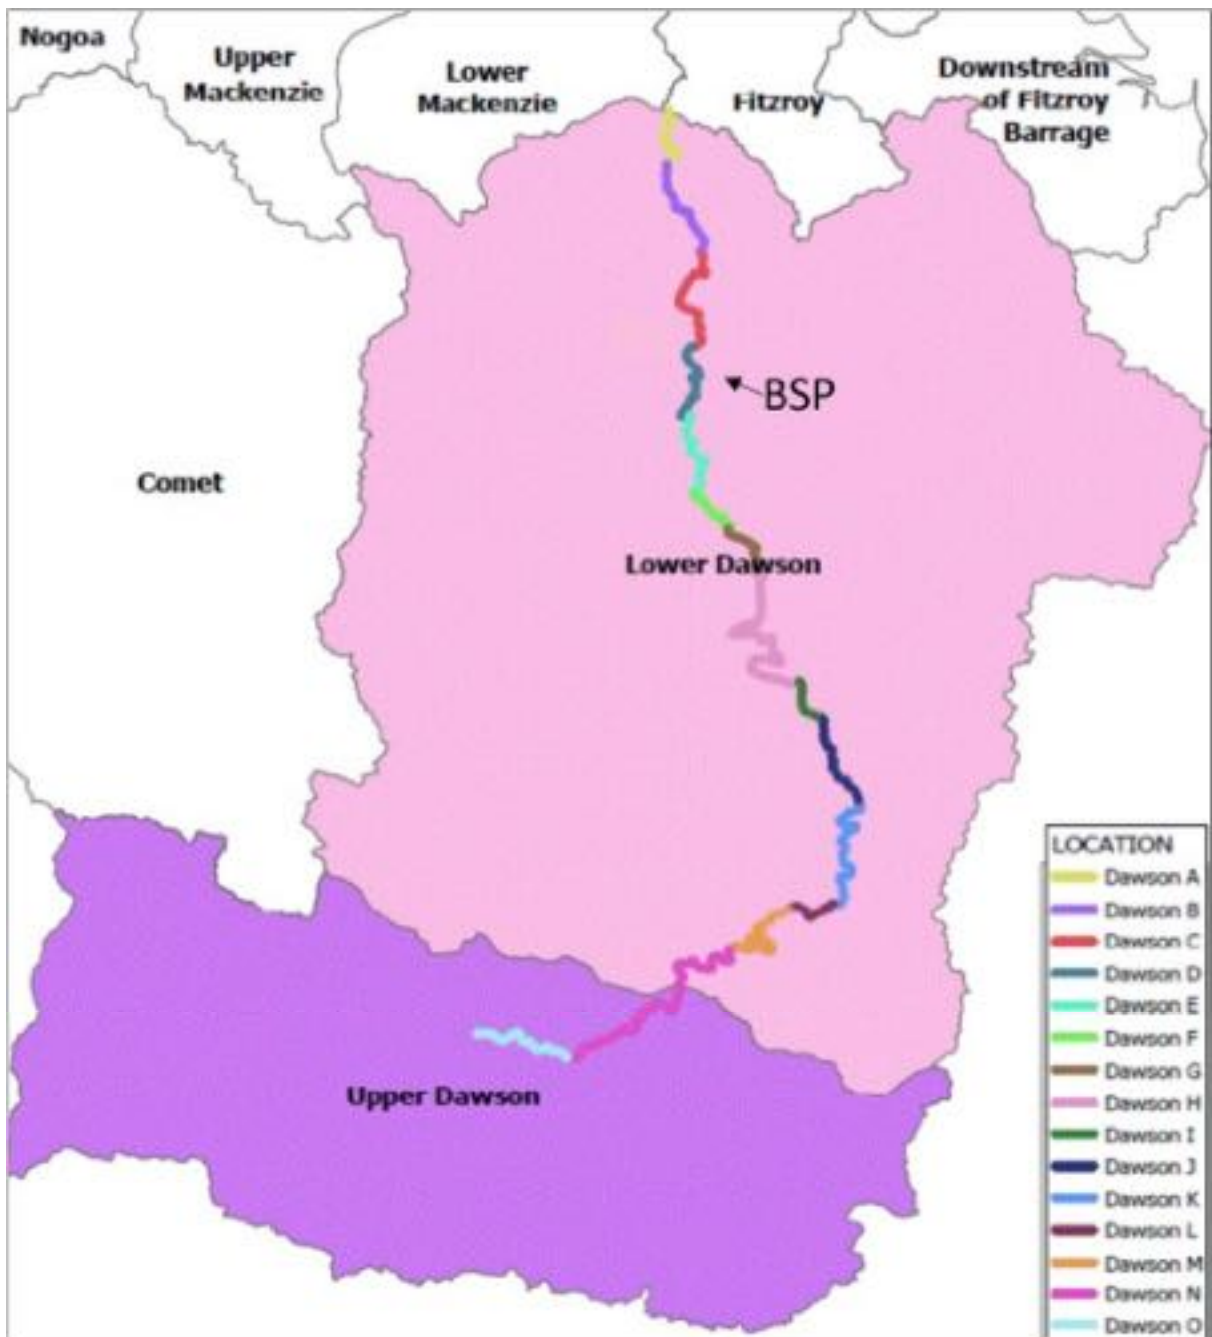 Nogoa
Upper
Mackenzie
Lower
Mackenzie
Fitzroy
Downstream
of Fitzroy
Barrage
BSP
Comet
Lower Dawson
Upper Dawson
LOCATION
Dawson A
Dawson B
Dawson C
Dawson D
Dawson E
Dawson F
Dawson G
Dawson H
Dawson I
Dawson J
Dawson K
Dawson L
Dawson M
Dawson N
Dawson O